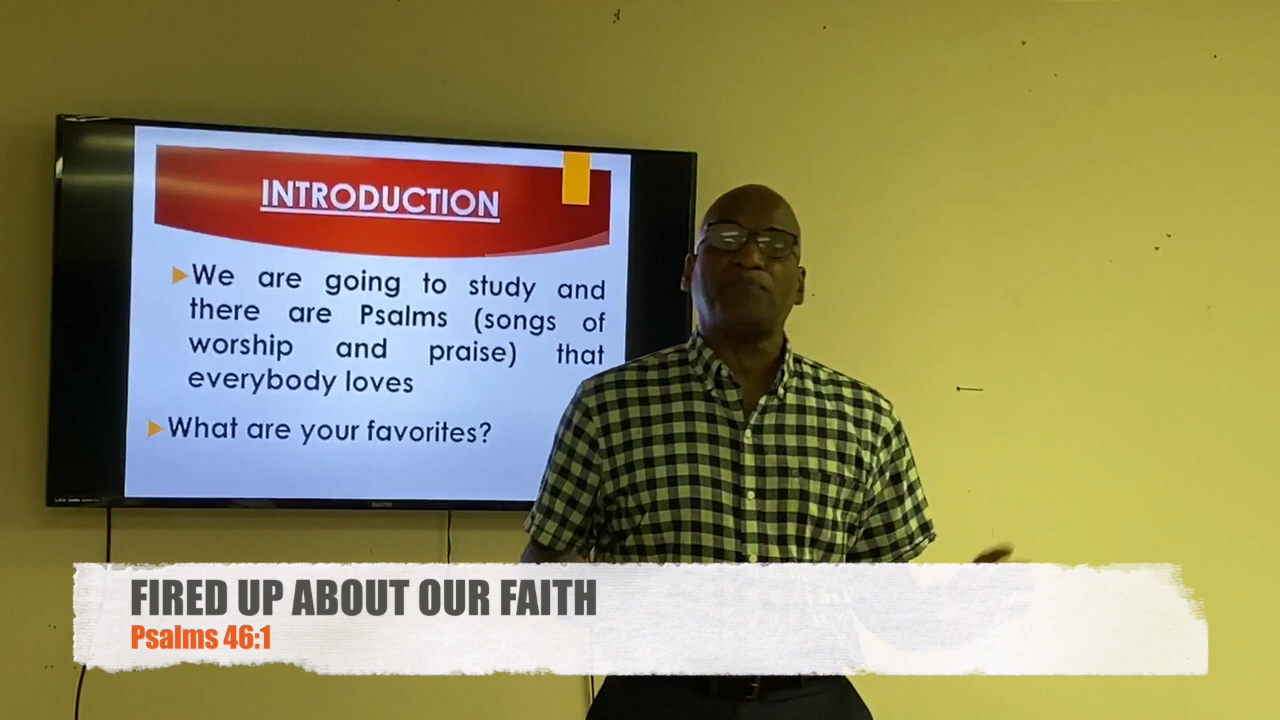 INTRODUCTION
We are going to study and
there are Psalms (songs of
worship and praise) that
everybody loves
What are your favorites?
FIRED UP ABOUT OUR FAITH
Psalms 46:1